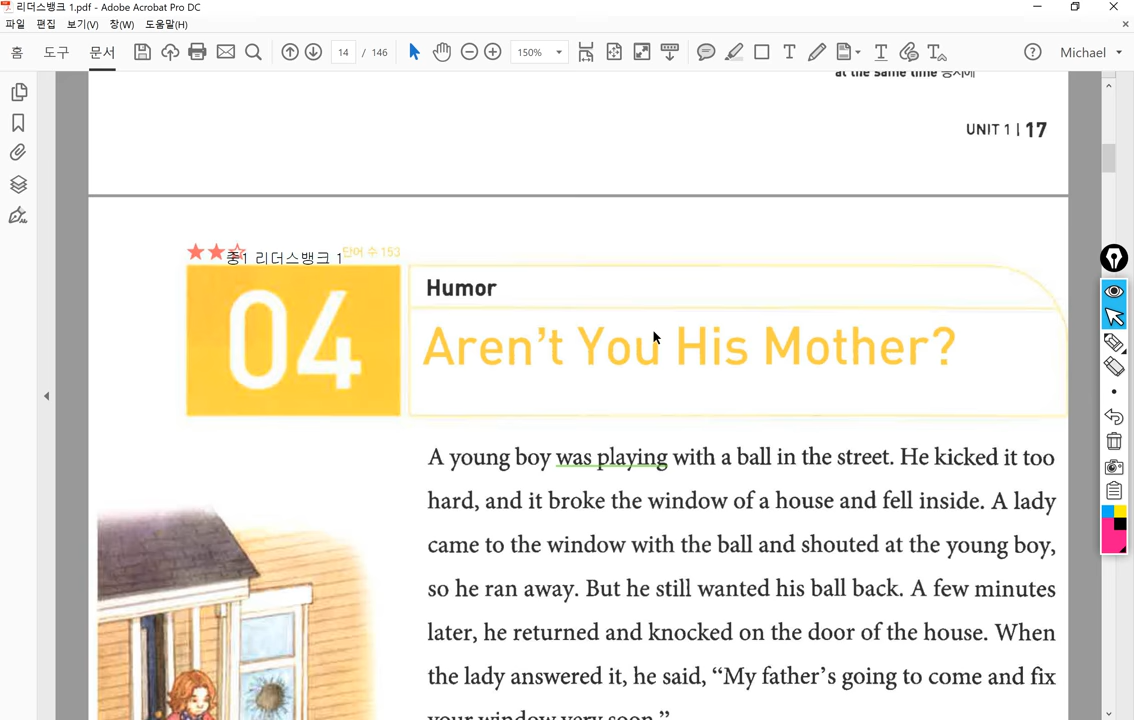 리더스뱅크 1.pdf - Adobe Acrobat Pro DC
파일 편집 보기(V) 창(W) 도움말(H)
홈 도구 문서 14 / 146 150% Michael
at the same time 동시에
UNIT 1 | 17
중1 리더스뱅크 1 단어 수 153
04
Humor
Aren't You His Mother?
A young boy was playing with a ball in the street. He kicked it too
hard, and it broke the window of a house and fell inside. A lady
came to the window with the ball and shouted at the young boy,
so he ran away. But he still wanted his ball back. A few minutes
later, he returned and knocked on the door of the house. When
the lady answered it, he said, “My father’s going to come and fix
your window very soon.”